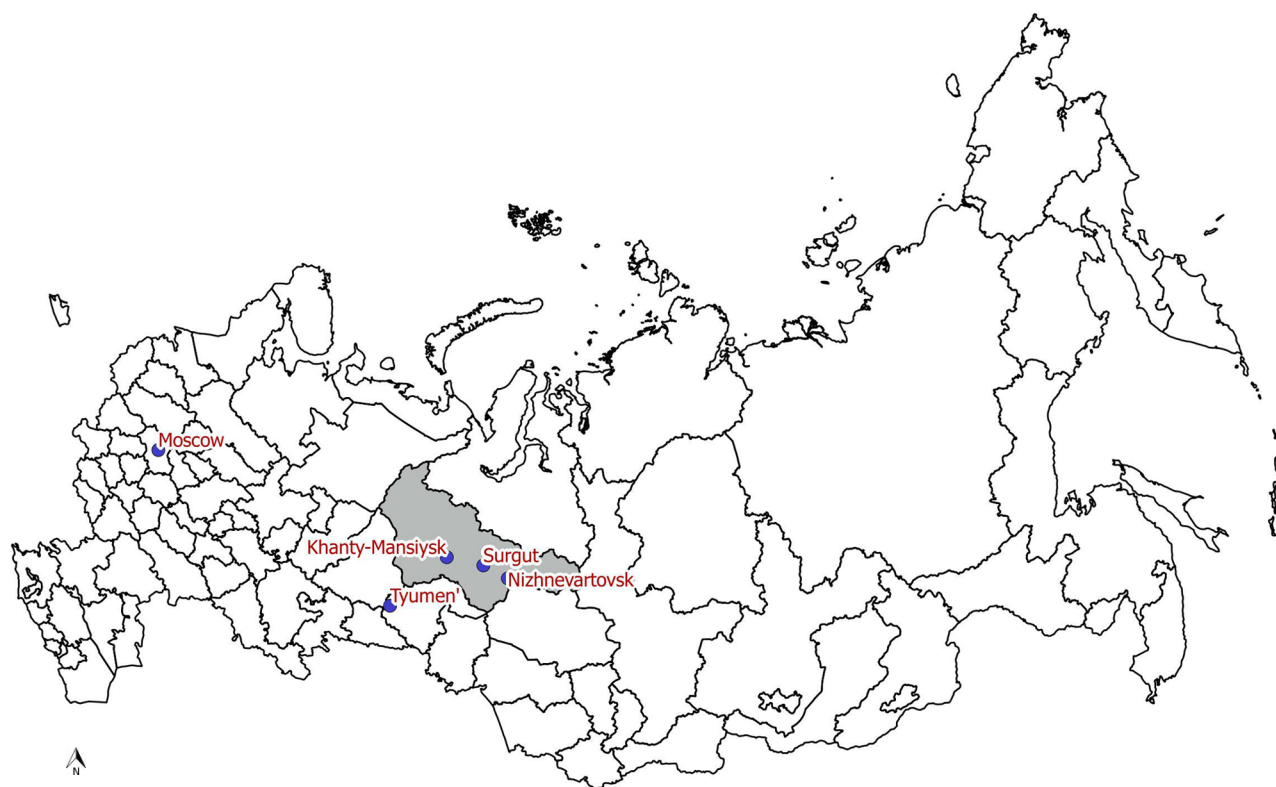 Moscow
Khanty-Mansiysk
Surgut
Nizhnevartovsk
Tyumen'
N